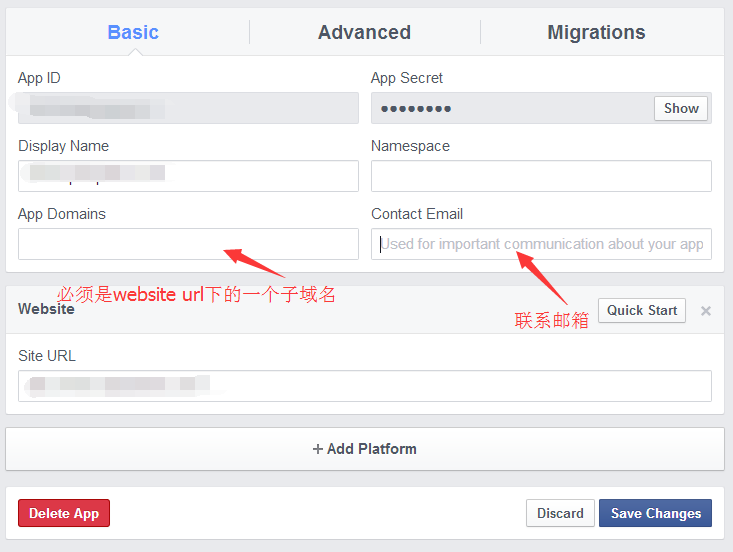 Basic Advanced Migrations
App ID App Secret
●●●●●●●● Show
Display Name Namespace
App Domains Contact Email
Used for important communication about your app
必须是website url下的一个子域名
Website Quick Start ×
联系邮箱
Site URL
+ Add Platform
Delete App Discard Save Changes